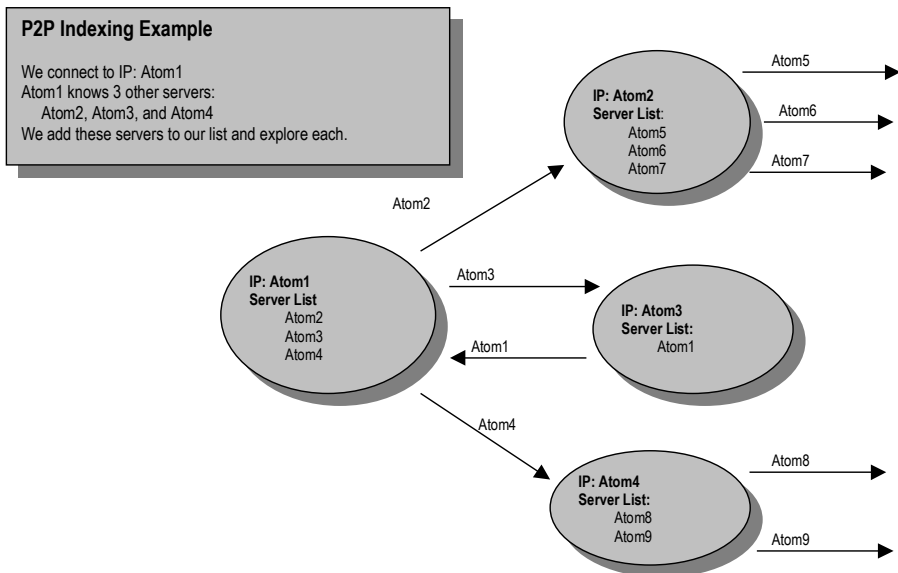 P2P Indexing Example
We connect to IP: Atom1
Atom1 knows 3 other servers:
Atom2, Atom3, and Atom4
We add these servers to our list and explore each.
Atom2
IP: Atom1
Server List
Atom2
Atom3
Atom4
Atom3
Atom1
Atom4
IP: Atom2
Server List:
Atom5
Atom6
Atom7
Atom5
Atom6
Atom7
IP: Atom3
Server List:
Atom1
IP: Atom4
Server List:
Atom8
Atom9
Atom8
Atom9